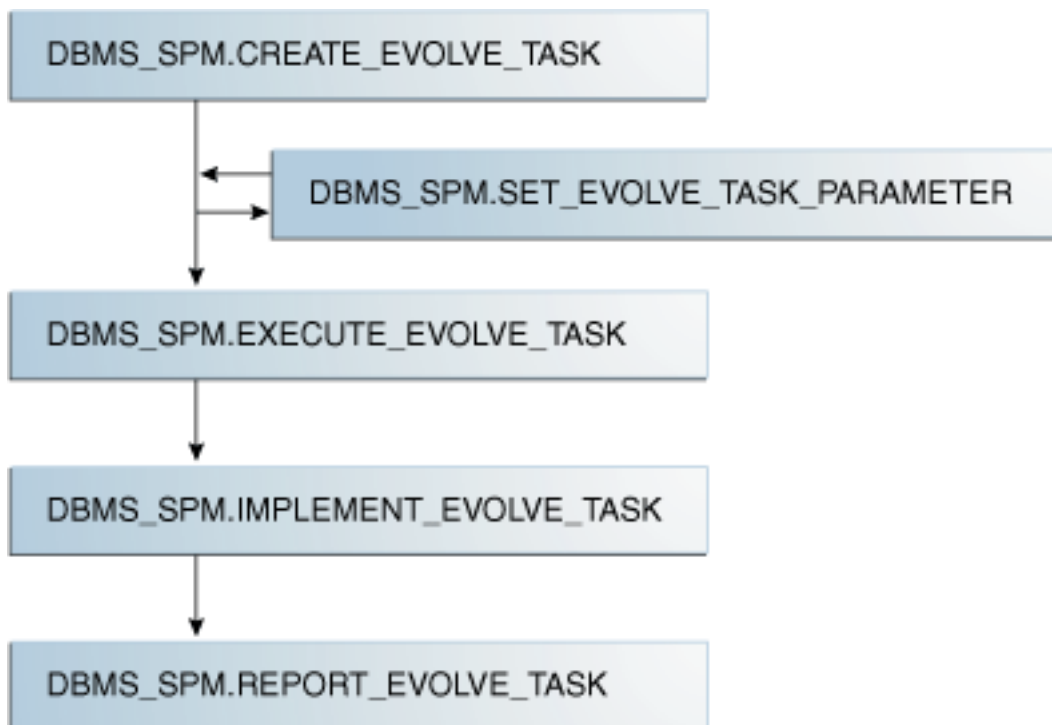 DBMS_SPM.CREATE_EVOLVE_TASK
DBMS_SPM.SET_EVOLVE_TASK_PARAMETER
DBMS_SPM.EXECUTE_EVOLVE_TASK
DBMS_SPM.IMPLEMENT_EVOLVE_TASK
DBMS_SPM.REPORT_EVOLVE_TASK